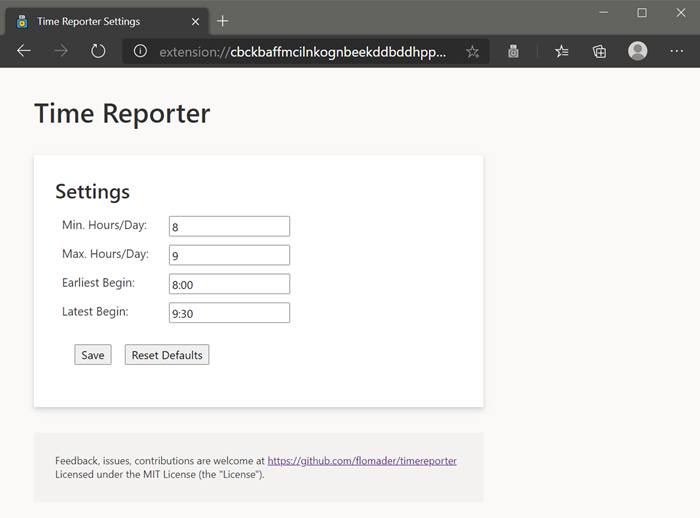 Time Reporter Settings
extension://cbckbaffmcilnkognbeekddbddhpp...
Time Reporter
Settings
Min. Hours/Day: 8
Max. Hours/Day: 9
Earliest Begin: 8:00
Latest Begin: 9:30
Save Reset Defaults
Feedback, issues, contributions are welcome at https://github.com/flomader/timereporter
Licensed under the MIT License (the "License").